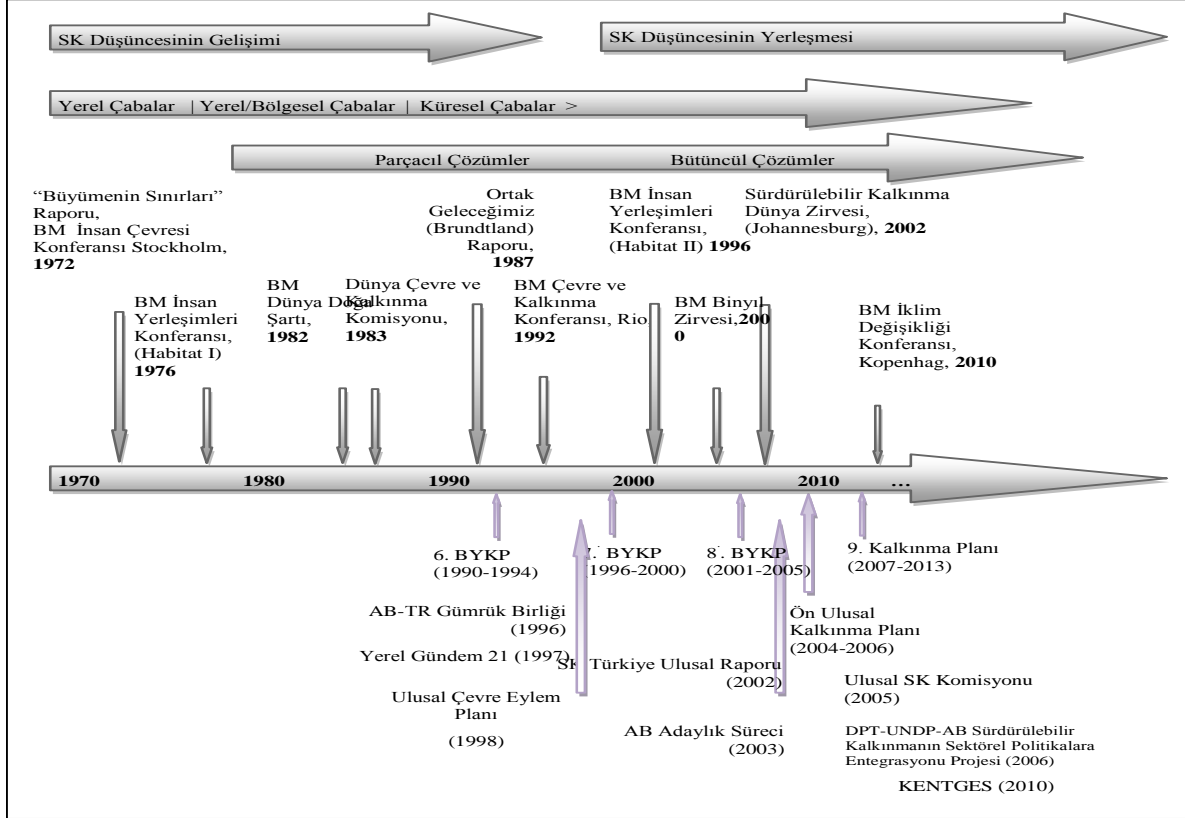 SK Düşüncesinin Gelişimi
SK Düşüncesinin Yerleşmesi
Yerel Çabalar | Yerel/Bölgesel Çabalar | Küresel Çabalar >
Parçacıl Çözümler
Bütüncül Çözümler
“Büyümenin Sınırları”
Raporu,
BM İnsan Çevresi
Konferansı Stockholm,
1972
Ortak
Geleceğimiz
(Brundtland)
Raporu,
1987
BM İnsan
Yerleşimleri
Konferansı,
(Habitat II) 1996
Sürdürülebilir Kalkınma
Dünya Zirvesi,
(Johannesburg), 2002
BM İnsan
Yerleşimleri
Konferansı,
(Habitat I)
1976
BM
Dünya Doğa
Şartı,
1982
Dünya Çevre ve
Kalkınma
Komisyonu,
1983
BM Çevre ve
Kalkınma
Konferansı, Rio,
1992
BM Binyıl
Zirvesi,200
0
BM İklim
Değişikliği
Konferansı,
Kopenhag, 2010
1970 1980 1990 2000 2010 ...
6. BYKP
(1990-1994)
7. BYKP
(1996-2000)
8. BYKP
(2001-2005)
9. Kalkınma Planı
(2007-2013)
AB-TR Gümrük Birliği
(1996)
Yerel Gündem 21 (1997)
Ulusal Çevre Eylem
Planı
(1998)
SK Türkiye Ulusal Raporu
(2002)
AB Adaylık Süreci
(2003)
Ön Ulusal
Kalkınma Planı
(2004-2006)
Ulusal SK Komisyonu
(2005)
DPT-UNDP-AB Sürdürülebilir
Kalkınmanın Sektörel Politikalara
Entegrasyonu Projesi (2006)
KENTGES (2010)